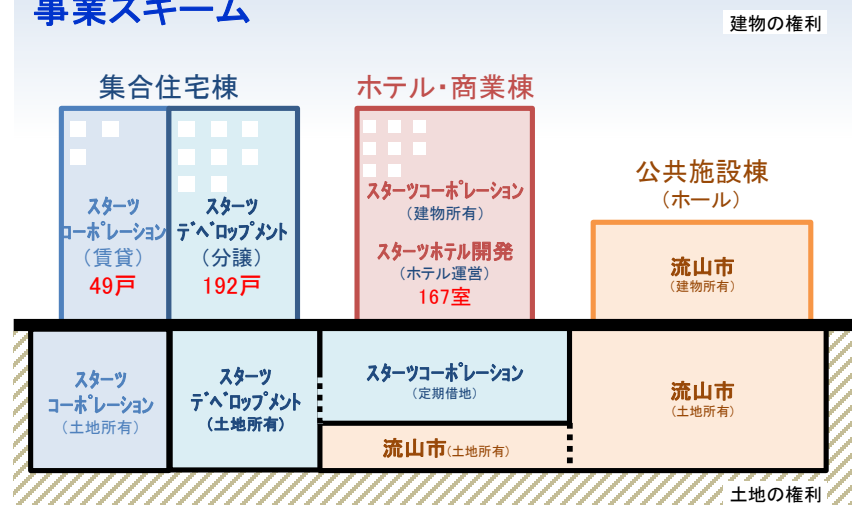 事業スキーム
建物の権利
集合住宅棟
ホテル・商業棟
公共施設棟
（ホール）
スターツ
コーポレーション
（賃貸）
49戸
スターツ
デベロップメント
（分譲）
192戸
スターツコーポレーション
（建物所有）
スターツホテル開発
（ホテル運営）
167室
流山市
（建物所有）
スターツ
コーポレーション
（土地所有）
スターツ
デベロップメント
（土地所有）
スターツコーポレーション
（定期借地）
流山市（土地所有）
流山市
（土地所有）
土地の権利